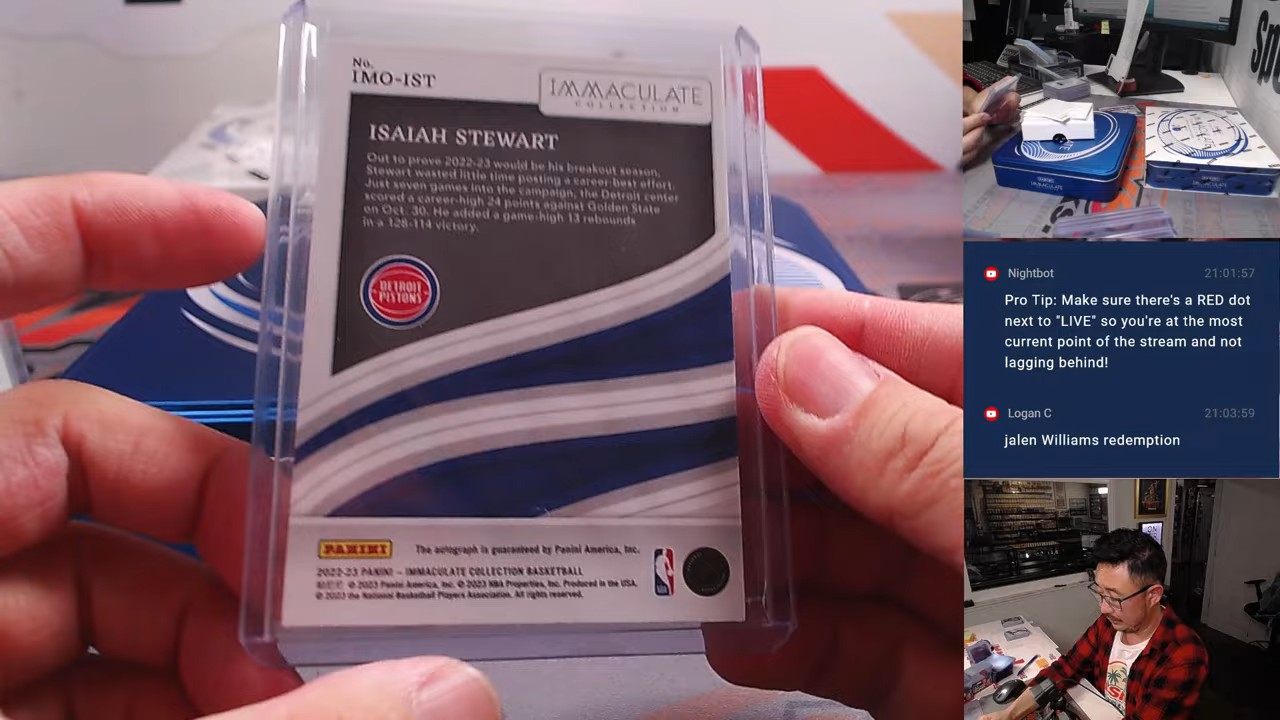 No.
IMO-IST
IMMACULATE
COLLECTION
ISAIAH STEWART
Out to prove 2022-23 would be his breakout season,
Stewart wasted little time posting a career-best effort.
Just seven games into the campaign, the Detroit center
scored a career-high 24 points against Golden State
on Oct. 30. He added a game-high 13 rebounds
in a 128-114 victory.
DETROIT
PISTONS
PANINI
The autograph is guaranteed by Panini America, Inc.
2022-23 PANINI – IMMACULATE COLLECTION BASKETBALL
© 2023 Panini America, Inc. © 2023 NBA Properties, Inc. Produced in the USA.
© 2023 the National Basketball Players Association. All rights reserved.
Nightbot 21:01:57
Pro Tip: Make sure there's a RED dot
next to "LIVE" so you're at the most
current point of the stream and not
lagging behind!
Logan C 21:03:59
jalen Williams redemption